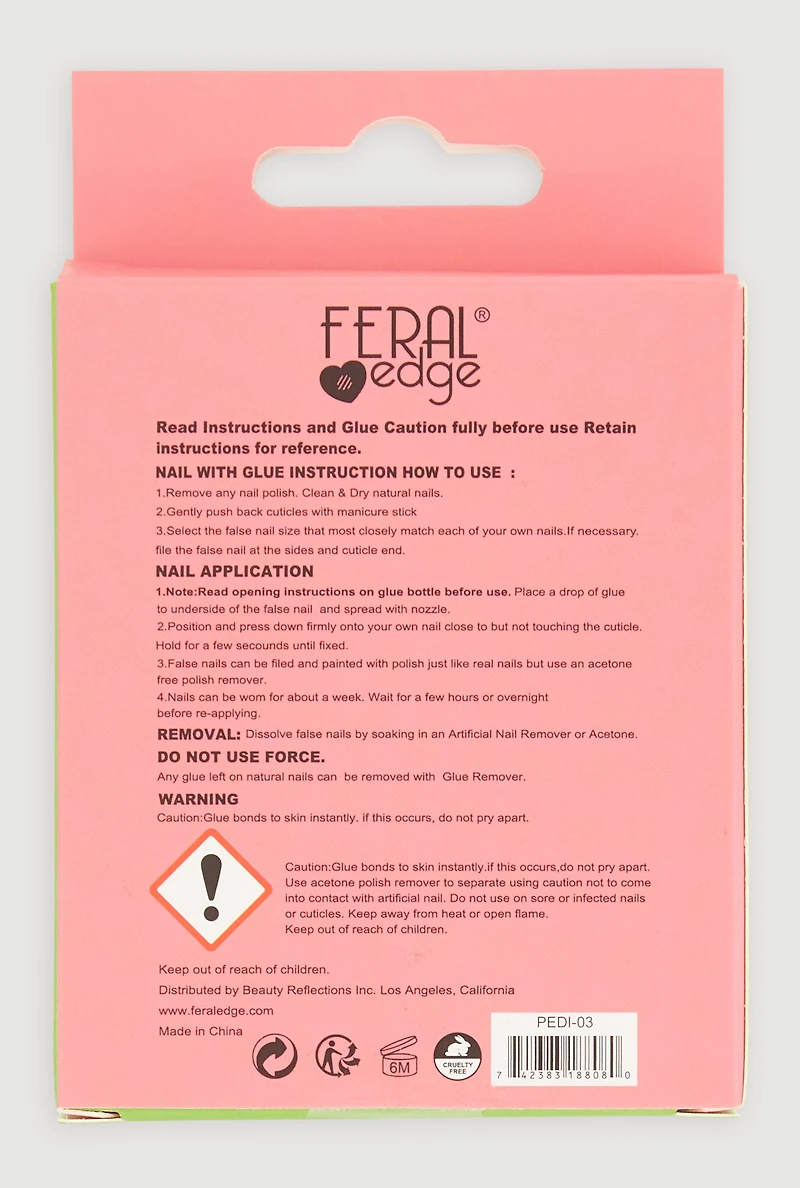 FERAL®
edge
Read Instructions and Glue Caution fully before use Retain
instructions for reference.
NAIL WITH GLUE INSTRUCTION HOW TO USE :
1.Remove any nail polish. Clean & Dry natural nails.
2.Gently push back cuticles with manicure stick
3.Select the false nail size that most closely match each of your own nails.If necessary.
file the false nail at the sides and cuticle end.
NAIL APPLICATION
1.Note:Read opening instructions on glue bottle before use. Place a drop of glue
to underside of the false nail and spread with nozzle.
2.Position and press down firmly onto your own nail close to but not touching the cuticle.
Hold for a few secounds until fixed.
3.False nails can be filed and painted with polish just like real nails but use an acetone
free polish remover.
4.Nails can be wom for about a week. Wait for a few hours or overnight
before re-applying.
REMOVAL: Dissolve false nails by soaking in an Artificial Nail Remover or Acetone.
DO NOT USE FORCE.
Any glue left on natural nails can be removed with Glue Remover.
WARNING
Caution:Glue bonds to skin instantly. if this occurs, do not pry apart.
Caution:Glue bonds to skin instantly.if this occurs,do not pry apart.
Use acetone polish remover to separate using caution not to come
into contact with artificial nail. Do not use on sore or infected nails
or cuticles. Keep away from heat or open flame.
Keep out of reach of children.
Keep out of reach of children.
Distributed by Beauty Reflections Inc. Los Angeles, California
www.feraledge.com
Made in China
6M
CRUELTY
FREE
PEDI-03
7 42383 18808 0